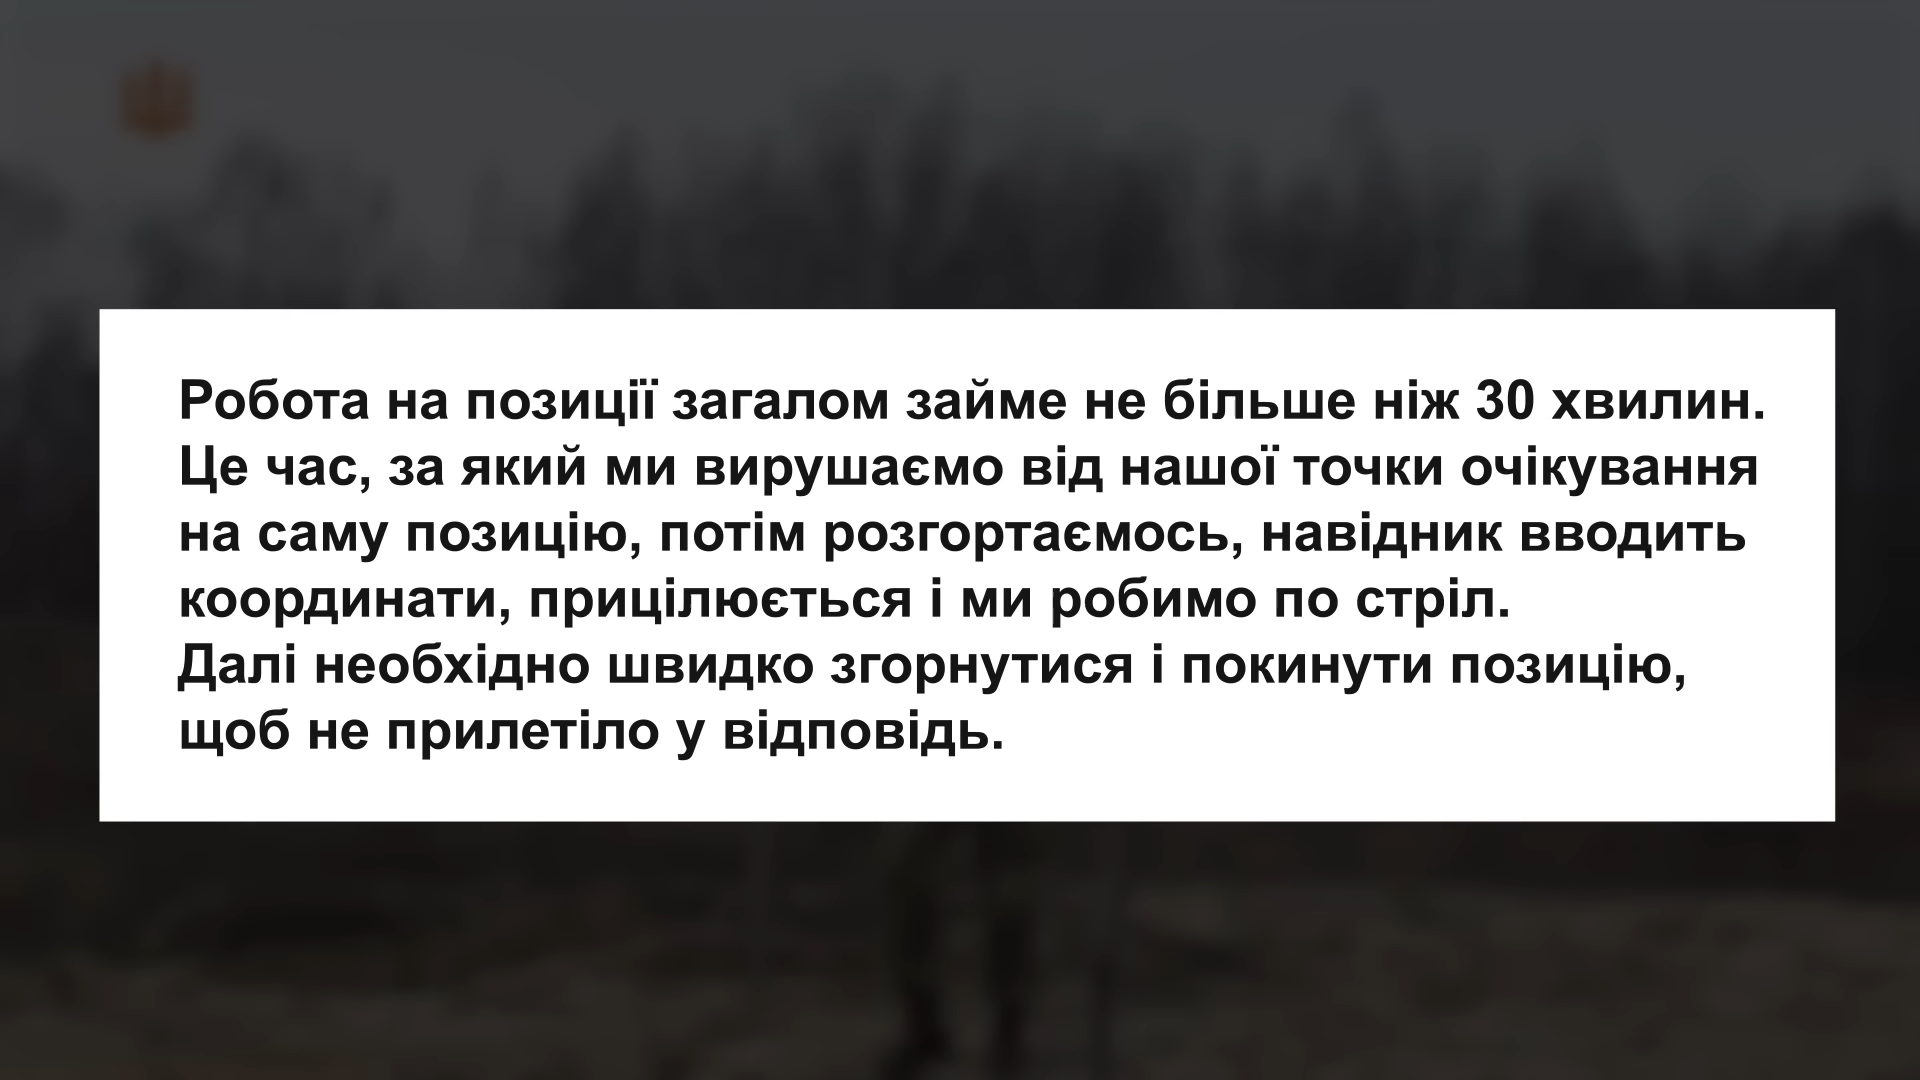 Робота на позиції загалом займе не більше ніж 30 хвилин.
Це час, за який ми вирушаємо від нашої точки очікування
на саму позицію, потім розгортаємось, навідник вводить
координати, прицілюється і ми робимо по стріл.
Далі необхідно швидко згорнутися і покинути позицію,
щоб не прилетіло у відповідь.